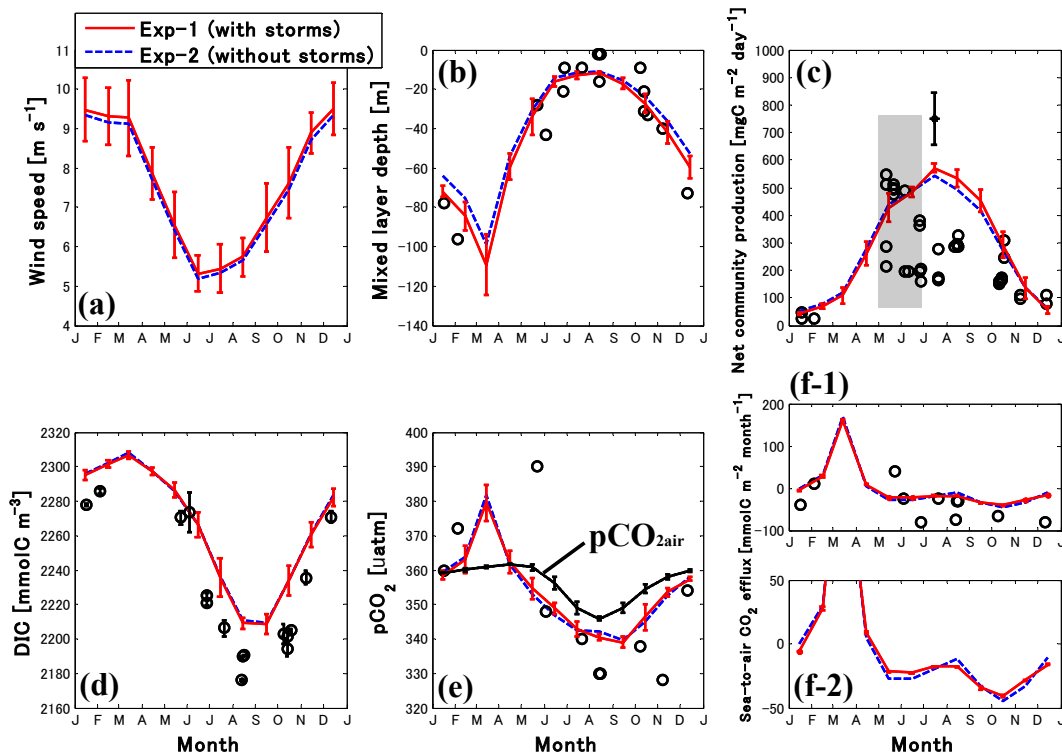 Exp-1 (with storms)
Exp-2 (without storms)
Wind speed [m s⁻¹]
11
10
9
8
7
6
5
4
(a)
J F M A M J J A S O N D J
Mixed layer depth [m]
0
-20
-40
-60
-80
-100
-120
-140
(b)
J F M A M J J A S O N D J
Net community production [mgC m⁻² day⁻¹]
1000
900
800
700
600
500
400
300
200
100
0
(c)
J F M A M J J A S O N D J
DIC [mmolC m⁻³]
2320
2300
2280
2260
2240
2220
2200
2180
2160
(d)
J F M A M J J A S O N D J
Month
pCO₂ [uatm]
400
380
360
340
320
pCO₂air
(e)
J F M A M J J A S O N D J
Month
Sea-to-air CO₂ efflux [mmolC m⁻² month⁻¹]
(f-1)
200
100
0
-100
J F M A M J J A S O N D J
50
0
-50
(f-2)
J F M A M J J A S O N D J
Month